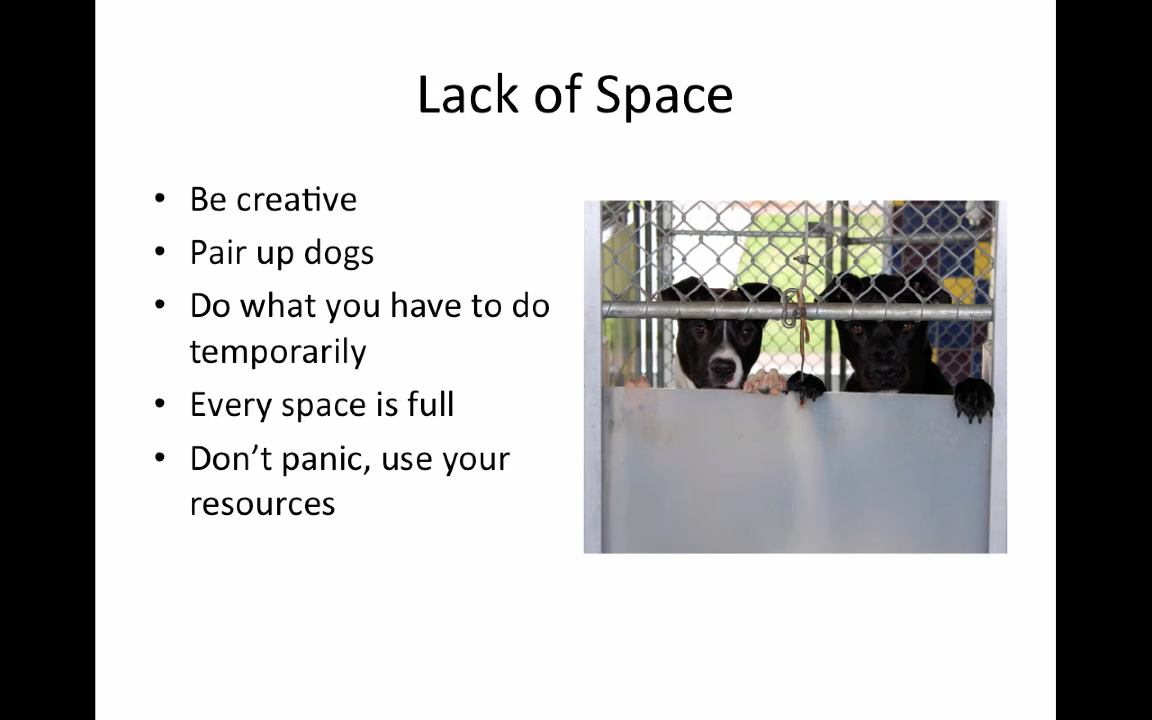 Lack of Space
• Be creative
• Pair up dogs
• Do what you have to do
temporarily
• Every space is full
• Don’t panic, use your
resources